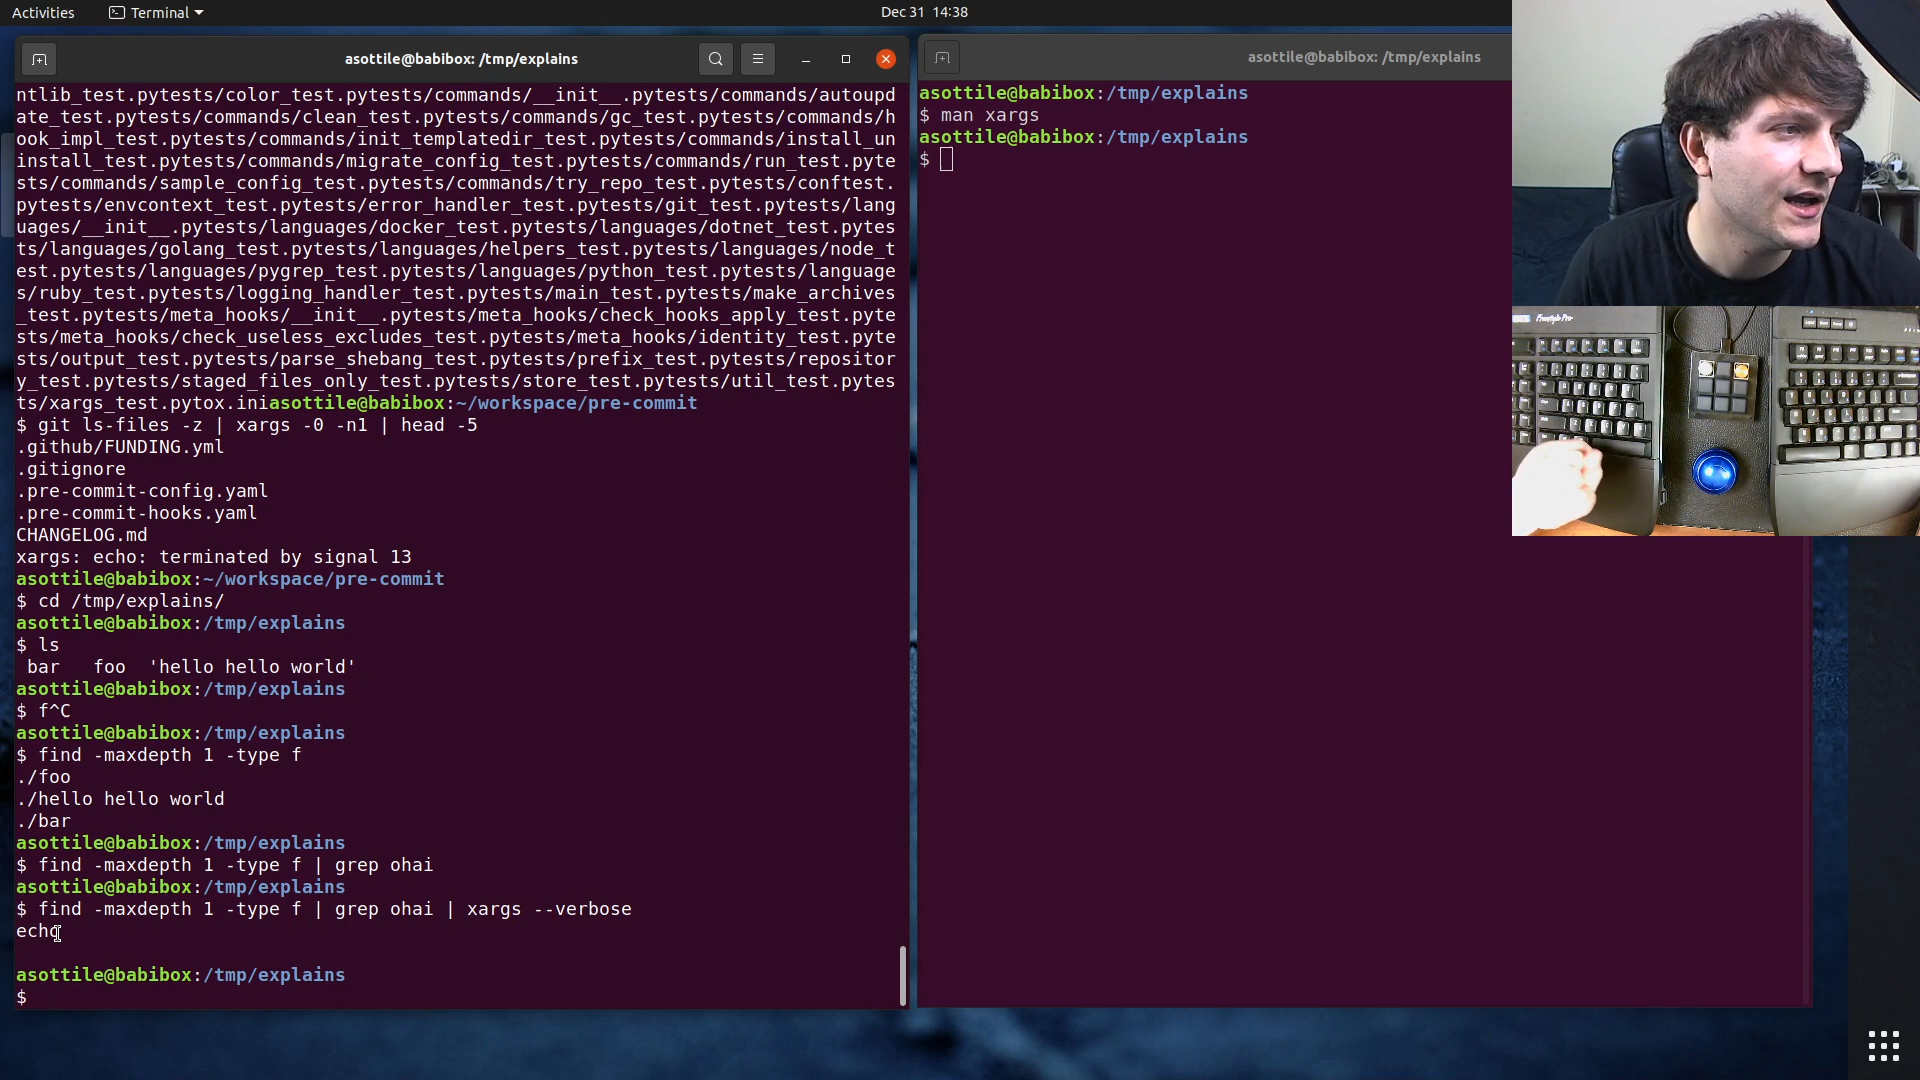 Activities
Terminal
Dec 31 14:38
asottile@babibox: /tmp/explains
ntlib_test.pytests/color_test.pytests/commands/__init__.pytests/commands/autoupd
ate_test.pytests/commands/clean_test.pytests/commands/gc_test.pytests/commands/h
ook_impl_test.pytests/commands/init_templatedir_test.pytests/commands/install_un
install_test.pytests/commands/migrate_config_test.pytests/commands/run_test.pyte
sts/commands/sample_config_test.pytests/commands/try_repo_test.pytests/conftest.
pytests/envcontext_test.pytests/error_handler_test.pytests/git_test.pytests/lang
uages/__init__.pytests/languages/docker_test.pytests/languages/dotnet_test.pytes
ts/languages/golang_test.pytests/languages/helpers_test.pytests/languages/node_t
est.pytests/languages/pygrep_test.pytests/languages/python_test.pytests/language
s/ruby_test.pytests/logging_handler_test.pytests/main_test.pytests/make_archives
_test.pytests/meta_hooks/__init__.pytests/meta_hooks/check_hooks_apply_test.pyte
sts/meta_hooks/check_useless_excludes_test.pytests/meta_hooks/identity_test.pyte
sts/output_test.pytests/parse_shebang_test.pytests/prefix_test.pytests/repositor
y_test.pytests/staged_files_only_test.pytests/store_test.pytests/util_test.pytes
ts/xargs_test.pytox.iniasottile@babibox:~/workspace/pre-commit
$ git ls-files -z | xargs -0 -n1 | head -5
.github/FUNDING.yml
.gitignore
.pre-commit-config.yaml
.pre-commit-hooks.yaml
CHANGELOG.md
xargs: echo: terminated by signal 13
asottile@babibox:~/workspace/pre-commit
$ cd /tmp/explains/
asottile@babibox:/tmp/explains
$ ls
bar   foo  'hello hello world'
asottile@babibox:/tmp/explains
$ f^C
asottile@babibox:/tmp/explains
$ find -maxdepth 1 -type f
./foo
./hello hello world
./bar
asottile@babibox:/tmp/explains
$ find -maxdepth 1 -type f | grep ohai
asottile@babibox:/tmp/explains
$ find -maxdepth 1 -type f | grep ohai | xargs --verbose
echo
asottile@babibox:/tmp/explains
$
asottile@babibox: /tmp/explains
asottile@babibox:/tmp/explains
$ man xargs
asottile@babibox:/tmp/explains
$
Freestyle Pro